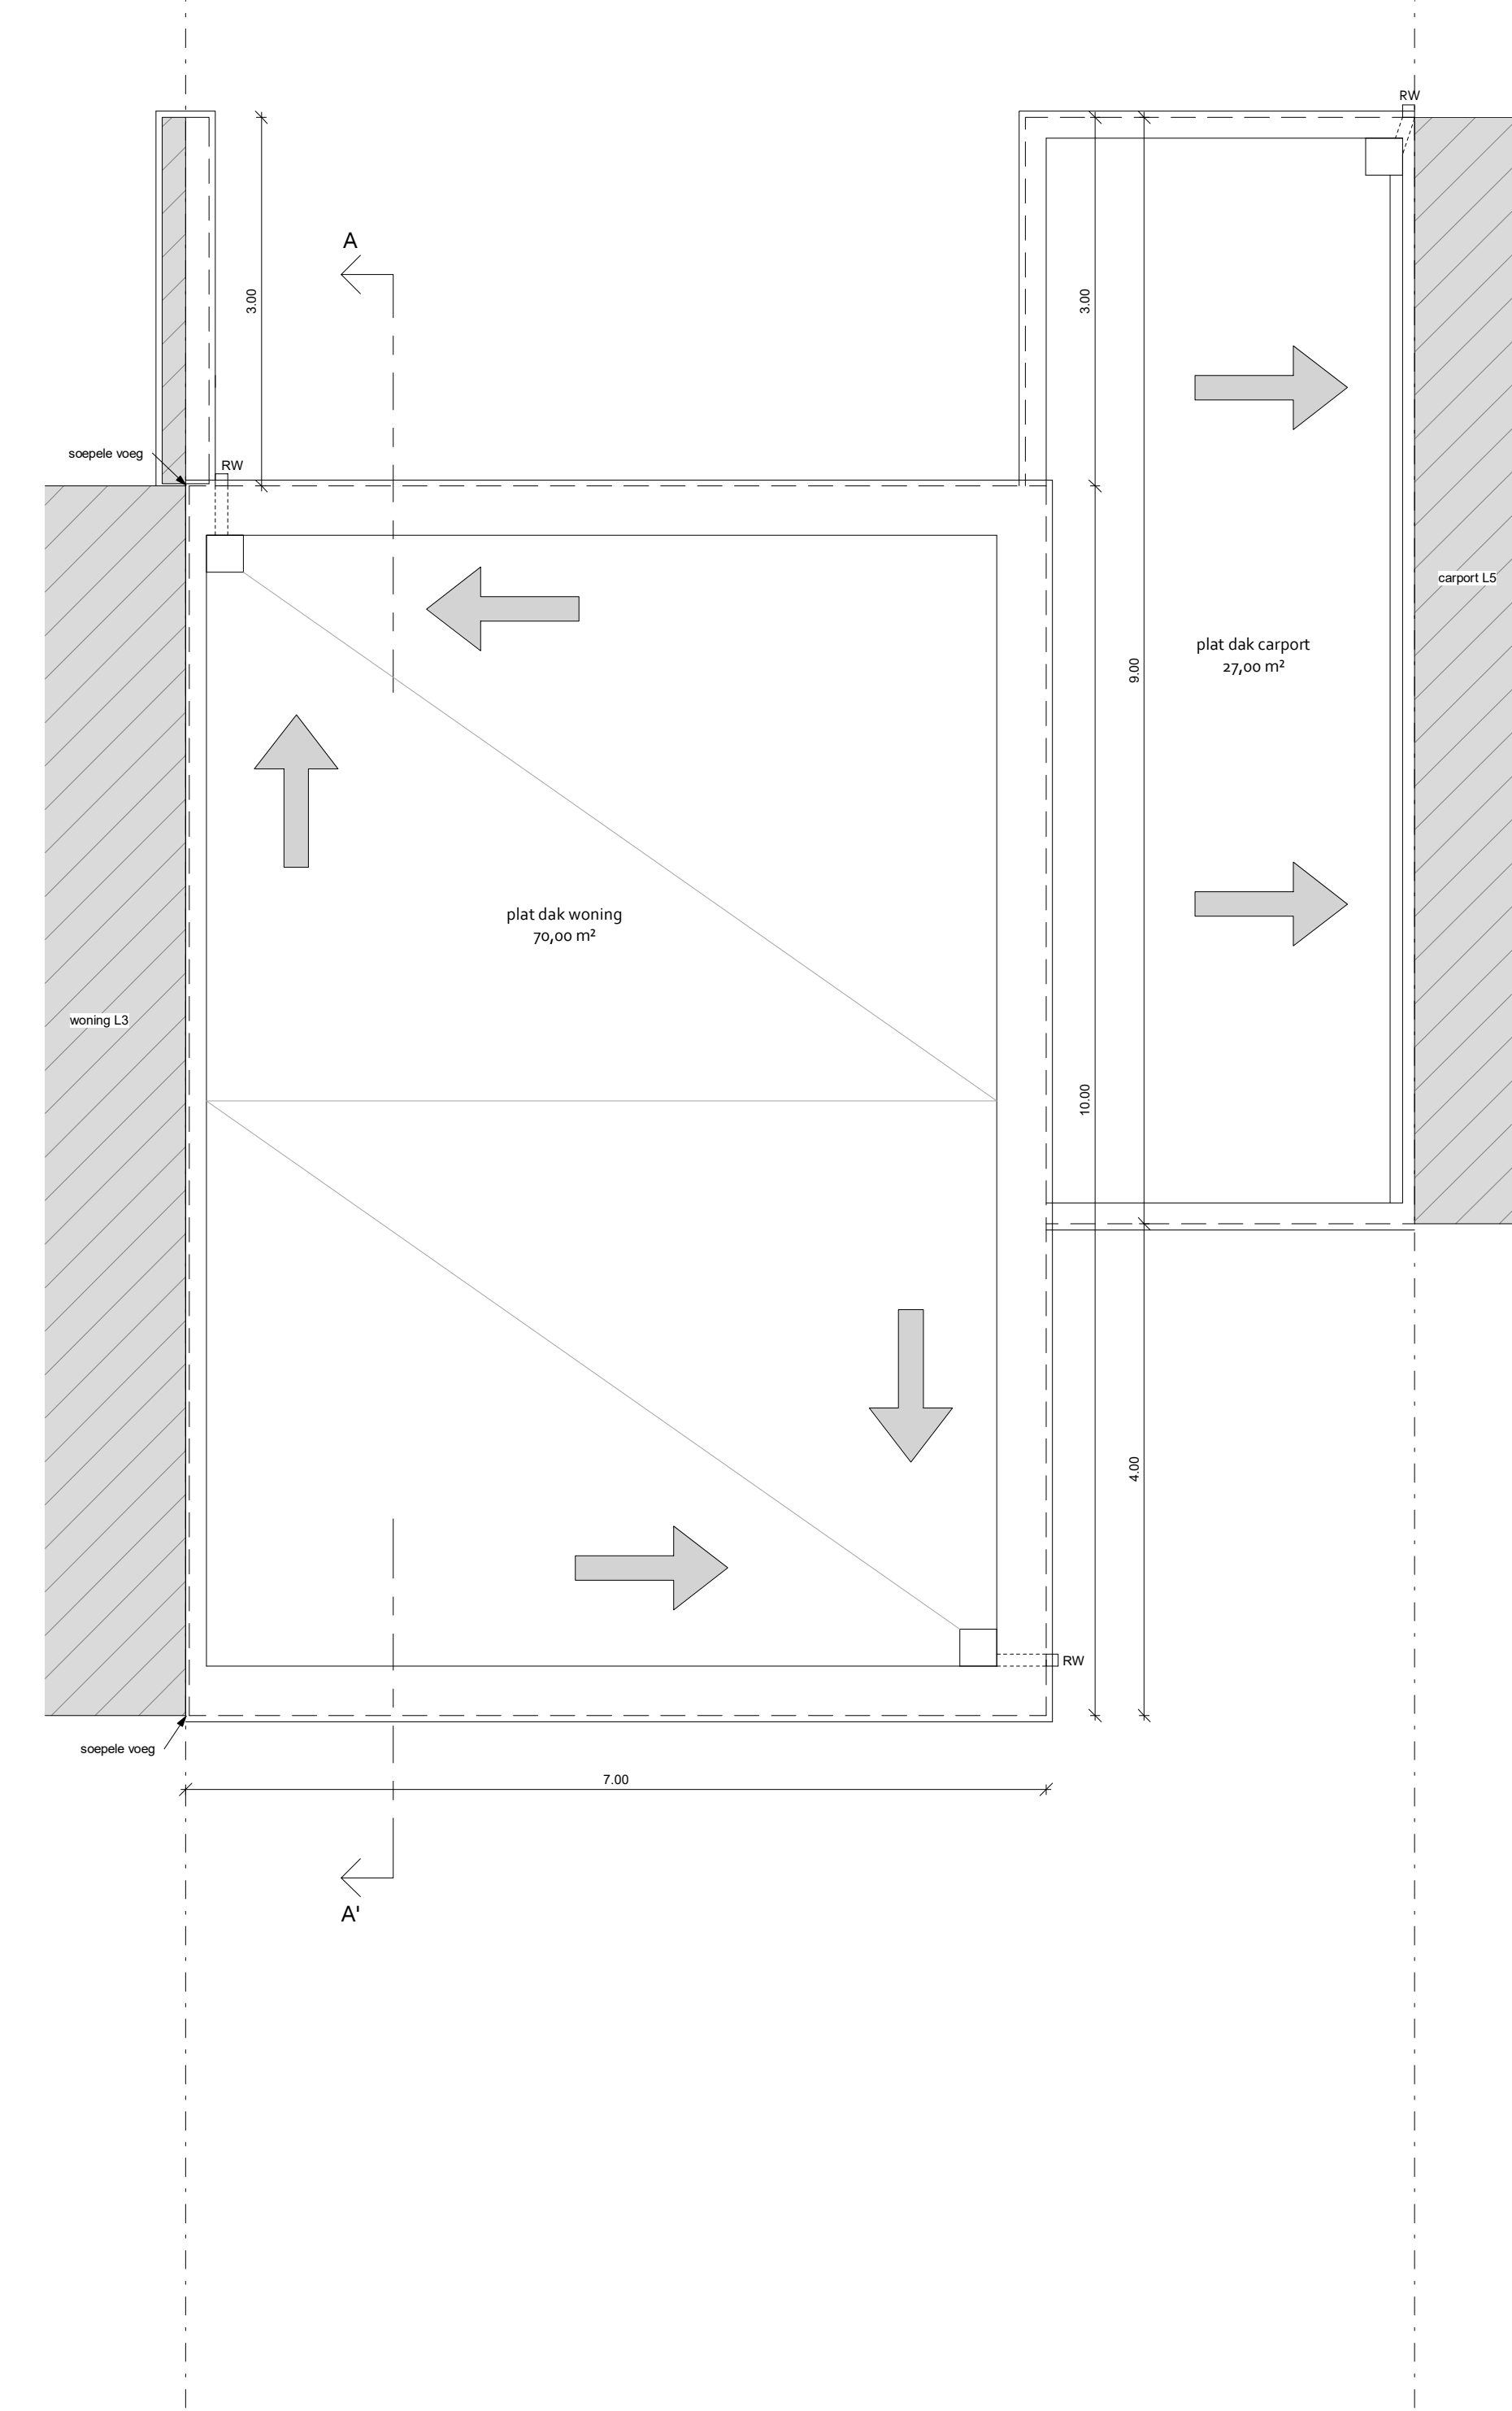 RW
A
3.00
3.00
soepele voeg
RW
carport L5
plat dak carport
27,00 m²
9.00
plat dak woning
70,00 m²
woning L3
10.00
4.00
RW
soepele voeg
7.00
A'